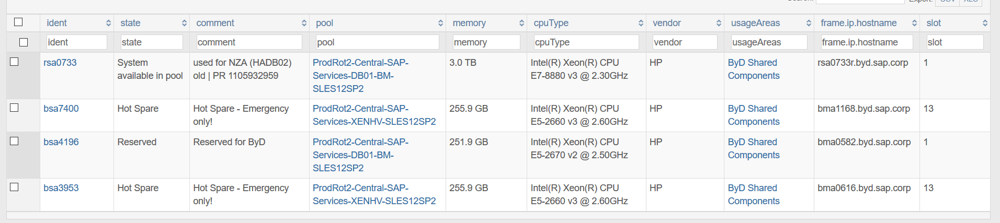 ident state comment pool memory cpuType vendor usageAreas frame.ip.hostname slot
ident state comment pool memory cpuType vendor usageAreas frame.ip.hostname slot
rsa0733 System used for NZA (HADB02) ProdRot2-Central-SAP- 3.0 TB Intel(R) Xeon(R) CPU HP ByD Shared rsa0733r.byd.sap.corp 1
available in pool old | PR 1105932959 Services-DB01-BM- E7-8880 v3 @ 2.30GHz Components
SLES12SP2
bsa7400 Hot Spare Hot Spare - Emergency ProdRot2-Central-SAP- 255.9 GB Intel(R) Xeon(R) CPU HP ByD Shared bma1168.byd.sap.corp 13
only! Services-XENHV-SLES12SP2 E5-2660 v3 @ 2.60GHz Components
bsa4196 Reserved Reserved for ByD ProdRot2-Central-SAP- 251.9 GB Intel(R) Xeon(R) CPU HP ByD Shared bma0582.byd.sap.corp 1
Services-DB01-BM- E5-2670 v2 @ 2.50GHz Components
SLES12SP2
bsa3953 Hot Spare Hot Spare - Emergency ProdRot2-Central-SAP- 255.9 GB Intel(R) Xeon(R) CPU HP ByD Shared bma0616.byd.sap.corp 13
only! Services-XENHV-SLES12SP2 E5-2660 v3 @ 2.60GHz Components